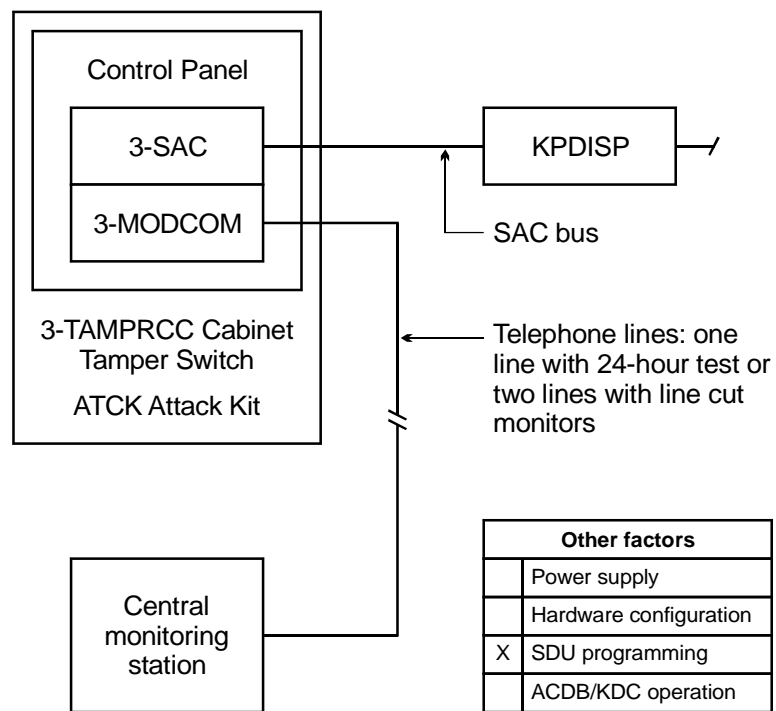 Control Panel
3-SAC
3-MODCOM
KPDISP
SAC bus
3-TAMPRCC Cabinet
Tamper Switch
ATCK Attack Kit
Telephone lines: one
line with 24-hour test or
two lines with line cut
monitors
Central
monitoring
station
Other factors
Power supply
Hardware configuration
X SDU programming
ACDB/KDC operation